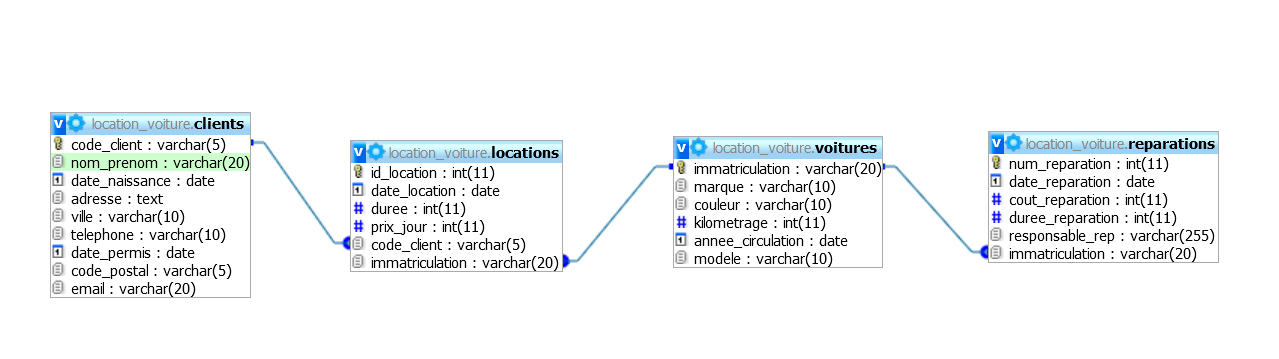 location_voiture.clients
code_client : varchar(5)
nom_prenom : varchar(20)
date_naissance : date
adresse : text
ville : varchar(10)
telephone : varchar(10)
date_permis : date
code_postal : varchar(5)
email : varchar(20)
location_voiture.locations
id_location : int(11)
date_location : date
duree : int(11)
prix_jour : int(11)
code_client : varchar(5)
immatriculation : varchar(20)
location_voiture.voitures
immatriculation : varchar(20)
marque : varchar(10)
couleur : varchar(10)
kilometrage : int(11)
annee_circulation : date
modele : varchar(10)
location_voiture.reparations
num_reparation : int(11)
date_reparation : date
cout_reparation : int(11)
duree_reparation : int(11)
responsable_rep : varchar(255)
immatriculation : varchar(20)